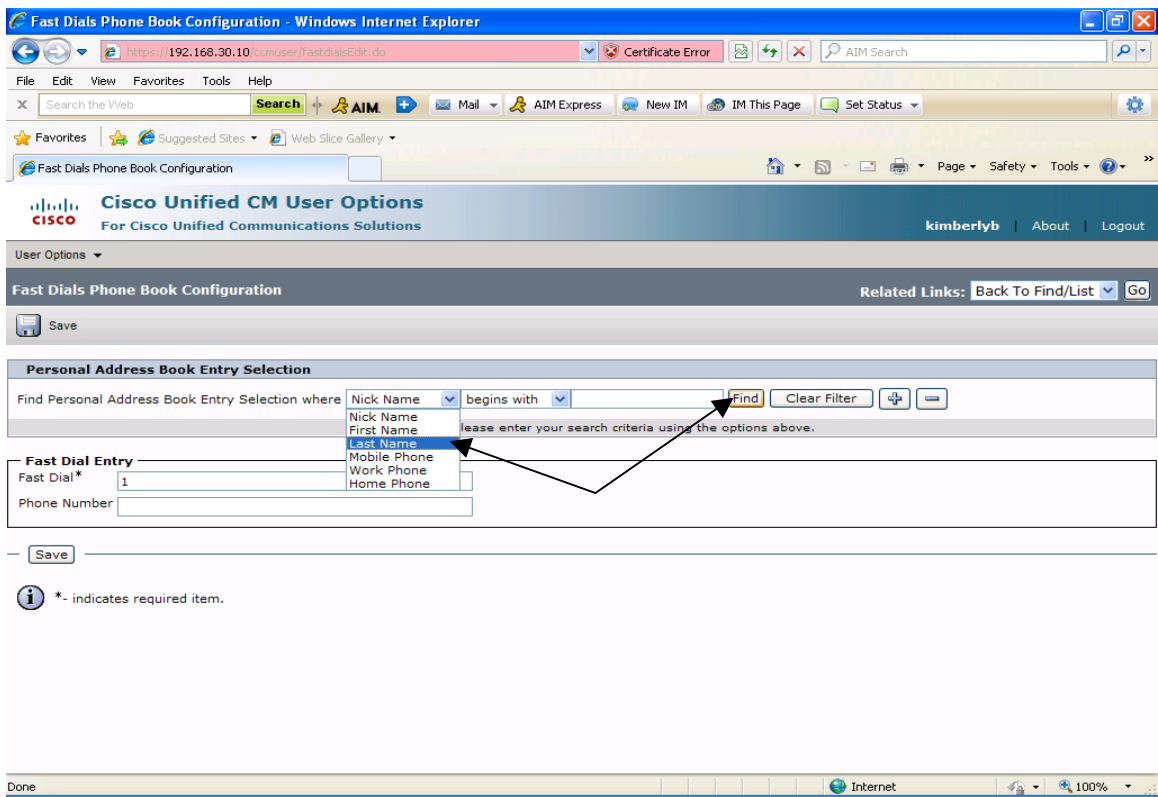 Fast Dials Phone Book Configuration - Windows Internet Explorer
https://192.168.30.10/ccmuser/fastdialsEdit.do
Certificate Error
AIM Search
File Edit View Favorites Tools Help
x Search the Web Search AIM. Mail AIM Express New IM IM This Page Set Status
Favorites Suggested Sites Web Slice Gallery
Fast Dials Phone Book Configuration Page Safety Tools »
cisco
Cisco Unified CM User Options
For Cisco Unified Communications Solutions
kimberlyb | About | Logout
User Options
Fast Dials Phone Book Configuration Related Links: Back To Find/List Go
Save
Personal Address Book Entry Selection
Find Personal Address Book Entry Selection where Nick Name begins with Find Clear Filter
Nick Name
First Name
Last Name
Mobile Phone
Work Phone
Home Phone
lease enter your search criteria using the options above.
Fast Dial Entry
Fast Dial* 1
Phone Number
Save
i *- indicates required item.
Done Internet 100%